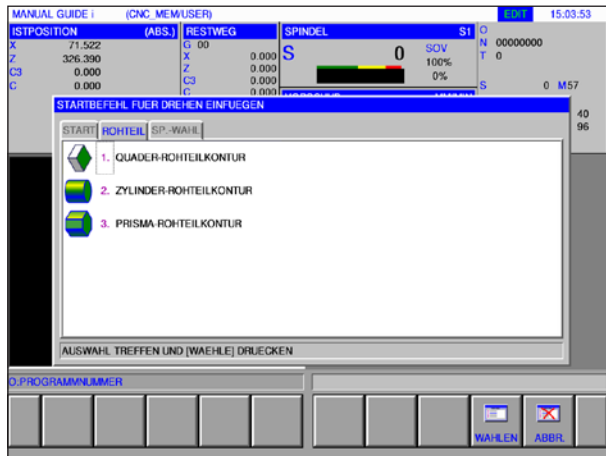 MANUAL GUIDE i (CNC_MEM/USER) EDIT 15:03:53
ISTPOSITION (ABS.) RESTWEG SPINDEL S1 O
X 71.522 G 00 S 0 SOV N 00000000
Z 326.390 X 0.000 100% T 0
C3 0.000 Z 0.000 0%
C 0.000 C3 0.000 S 0 M57
C 0.000
STARTBEFEHL FUER DREHEN EINFUEGEN
40
START ROHTEIL SP.-WAHL 96
1. QUADER-ROHTEILKONTUR
2. ZYLINDER-ROHTEILKONTUR
3. PRISMA-ROHTEILKONTUR
AUSWAHL TREFFEN UND [WAEHLE] DRUECKEN
O:PROGRAMMNUMMER
WAHLEN ABBR.